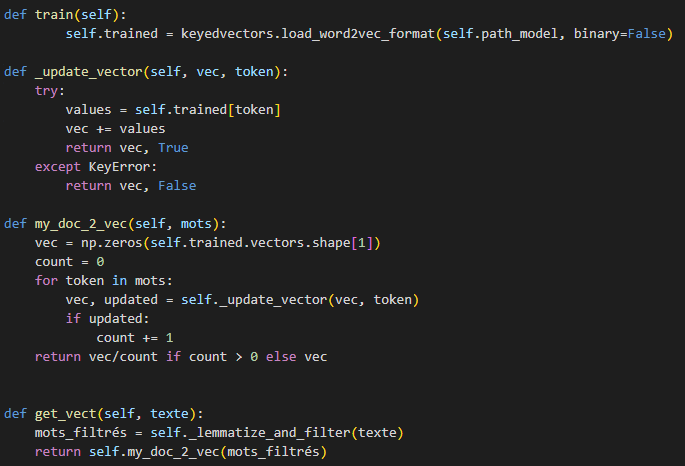 def train(self):
        self.trained = keyedvectors.load_word2vec_format(self.path_model, binary=False)
def _update_vector(self, vec, token):
    try:
        values = self.trained[token]
        vec += values
        return vec, True
    except KeyError:
        return vec, False
def my_doc_2_vec(self, mots):
    vec = np.zeros(self.trained.vectors.shape[1])
    count = 0
    for token in mots:
        vec, updated = self._update_vector(vec, token)
        if updated:
            count += 1
    return vec/count if count > 0 else vec
def get_vect(self, texte):
    mots_filtrés = self._lemmatize_and_filter(texte)
    return self.my_doc_2_vec(mots_filtrés)